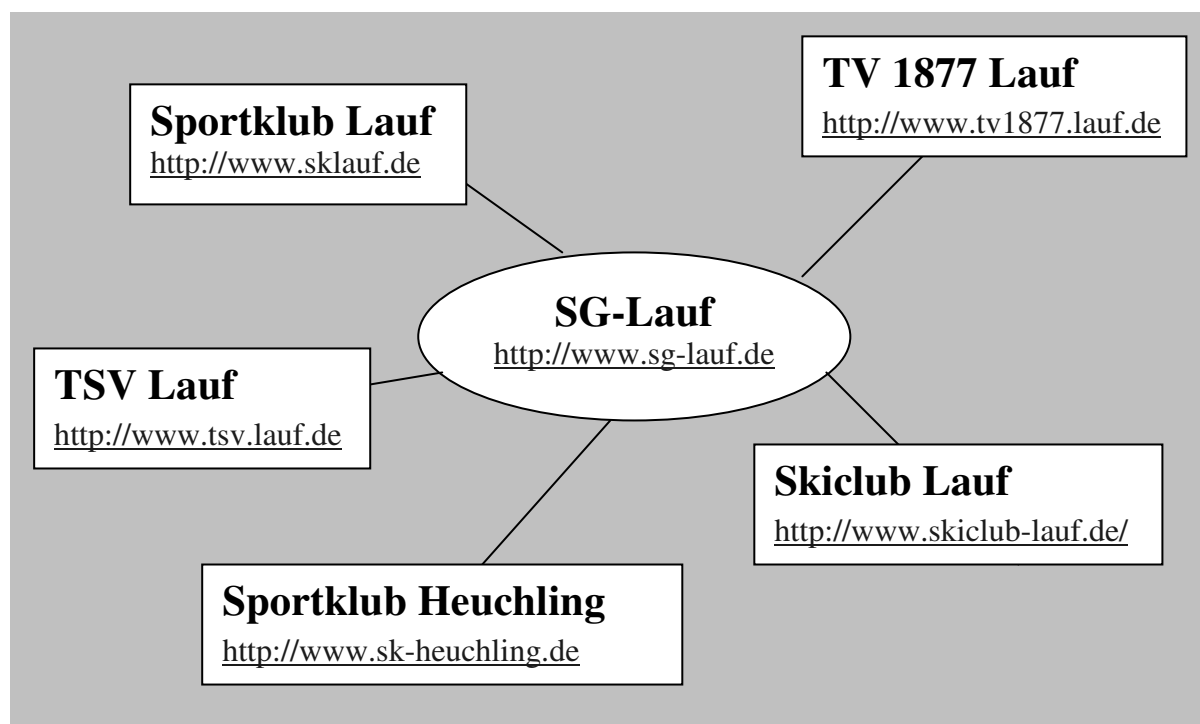 TV 1877 Lauf
http://www.tv1877.lauf.de
Sportklub Lauf
http://www.sklauf.de
SG-Lauf
http://www.sg-lauf.de
TSV Lauf
http://www.tsv.lauf.de
Skiclub Lauf
http://www.skiclub-lauf.de/
Sportklub Heuchling
http://www.sk-heuchling.de